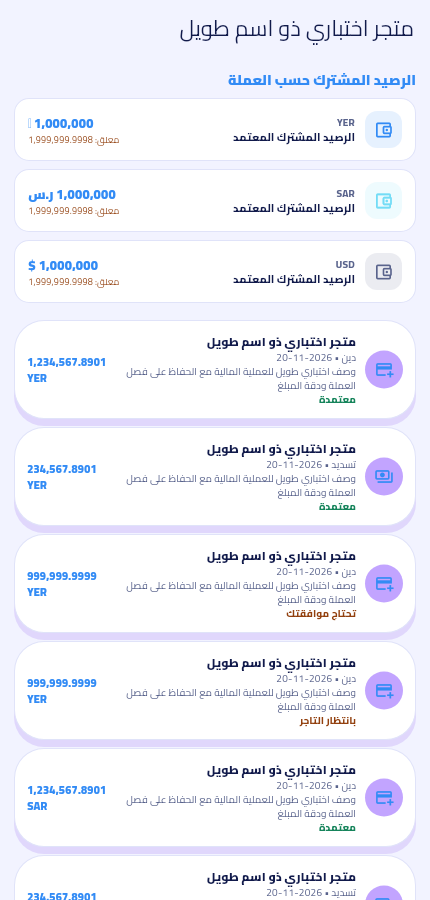 متجر اختباري ذو اسم طويل
الرصيد المشترك حسب العملة
YER
الرصيد المشترك المعتمد
1,000,000
معلق: 1,999,999.9998
SAR
الرصيد المشترك المعتمد
1,000,000 ر.س
معلق: 1,999,999.9998
USD
الرصيد المشترك المعتمد
1,000,000 $
معلق: 1,999,999.9998
متجر اختباري ذو اسم طويل
دين • 2026-11-20
وصف اختباري طويل للعملية المالية مع الحفاظ على فصل
العملة ودقة المبلغ
معتمدة
1,234,567.8901
YER
متجر اختباري ذو اسم طويل
تسديد • 2026-11-20
وصف اختباري طويل للعملية المالية مع الحفاظ على فصل
العملة ودقة المبلغ
معتمدة
234,567.8901
YER
متجر اختباري ذو اسم طويل
دين • 2026-11-20
وصف اختباري طويل للعملية المالية مع الحفاظ على فصل
العملة ودقة المبلغ
تحتاج موافقتك
999,999.9999
YER
متجر اختباري ذو اسم طويل
دين • 2026-11-20
وصف اختباري طويل للعملية المالية مع الحفاظ على فصل
العملة ودقة المبلغ
بانتظار التاجر
999,999.9999
YER
متجر اختباري ذو اسم طويل
دين • 2026-11-20
وصف اختباري طويل للعملية المالية مع الحفاظ على فصل
العملة ودقة المبلغ
معتمدة
1,234,567.8901
SAR
متجر اختباري ذو اسم طويل
تسديد • 2026-11-20
234,567.8901